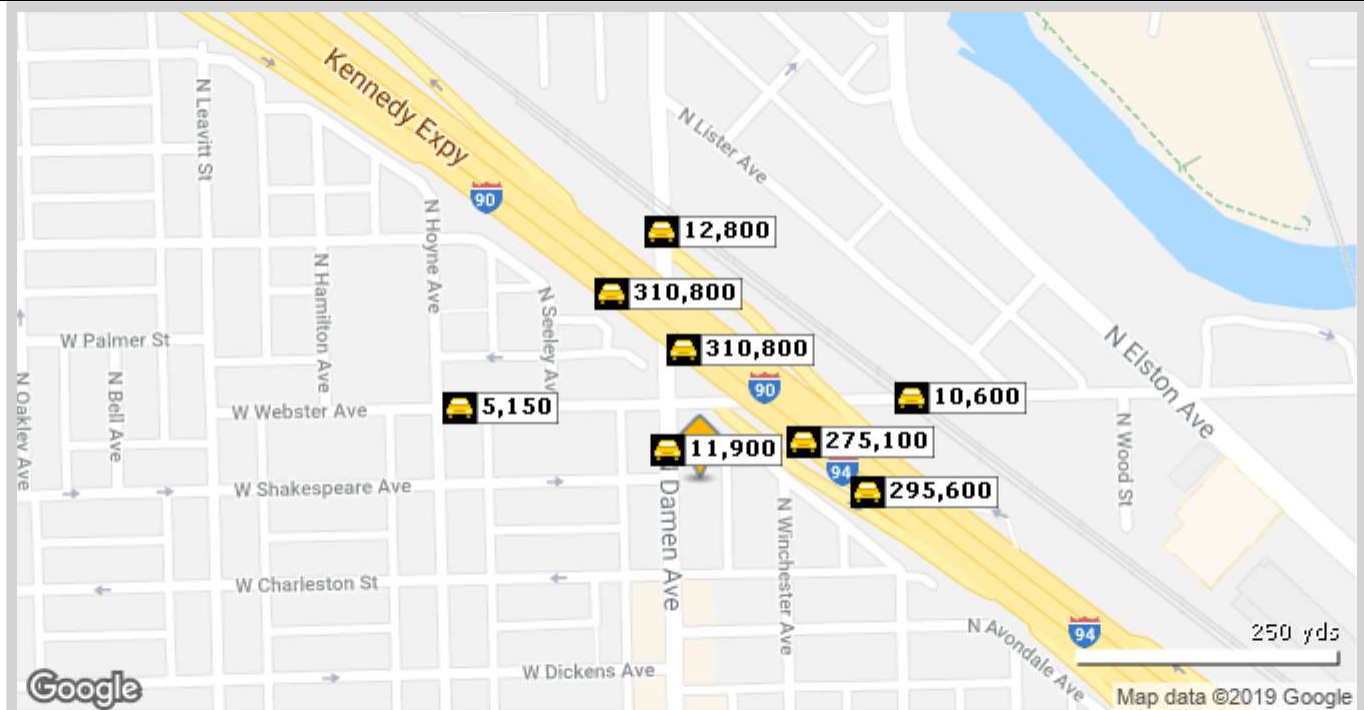 Kennedy Expy
N Leavitt St
N Lister Ave
90
N Hoyne Ave
12,800
N Hamilton Ave
310,800
N Seeley Av
W Palmer St
310,800
N Elston Ave
N Oakley Ave
N Bell Ave
90
10,600
W Webster Ave
5,150
N Wood St
11,900
275,100
94
W Shakespeare Ave
295,600
Damen Ave
N Winchester Ave
W Charleston St
N Avondale Ave
94
250 yds
W Dickens Ave
Google
Map data ©2019 Google